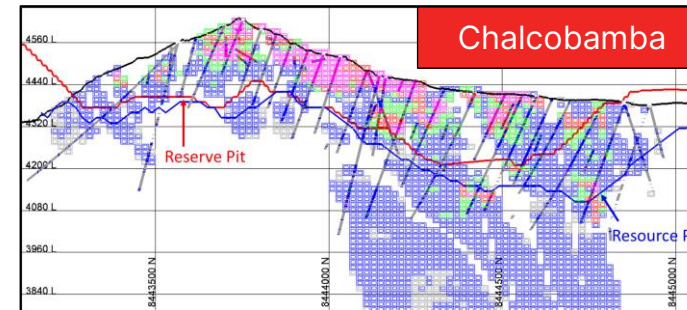 Chalcobamba
4560 L
4440 L
4320 L
4200 L
4080 L
3960 L
3840 L
Reserve Pit
Resource P
8443500 N
8444000 N
8444500 N
8445000 N